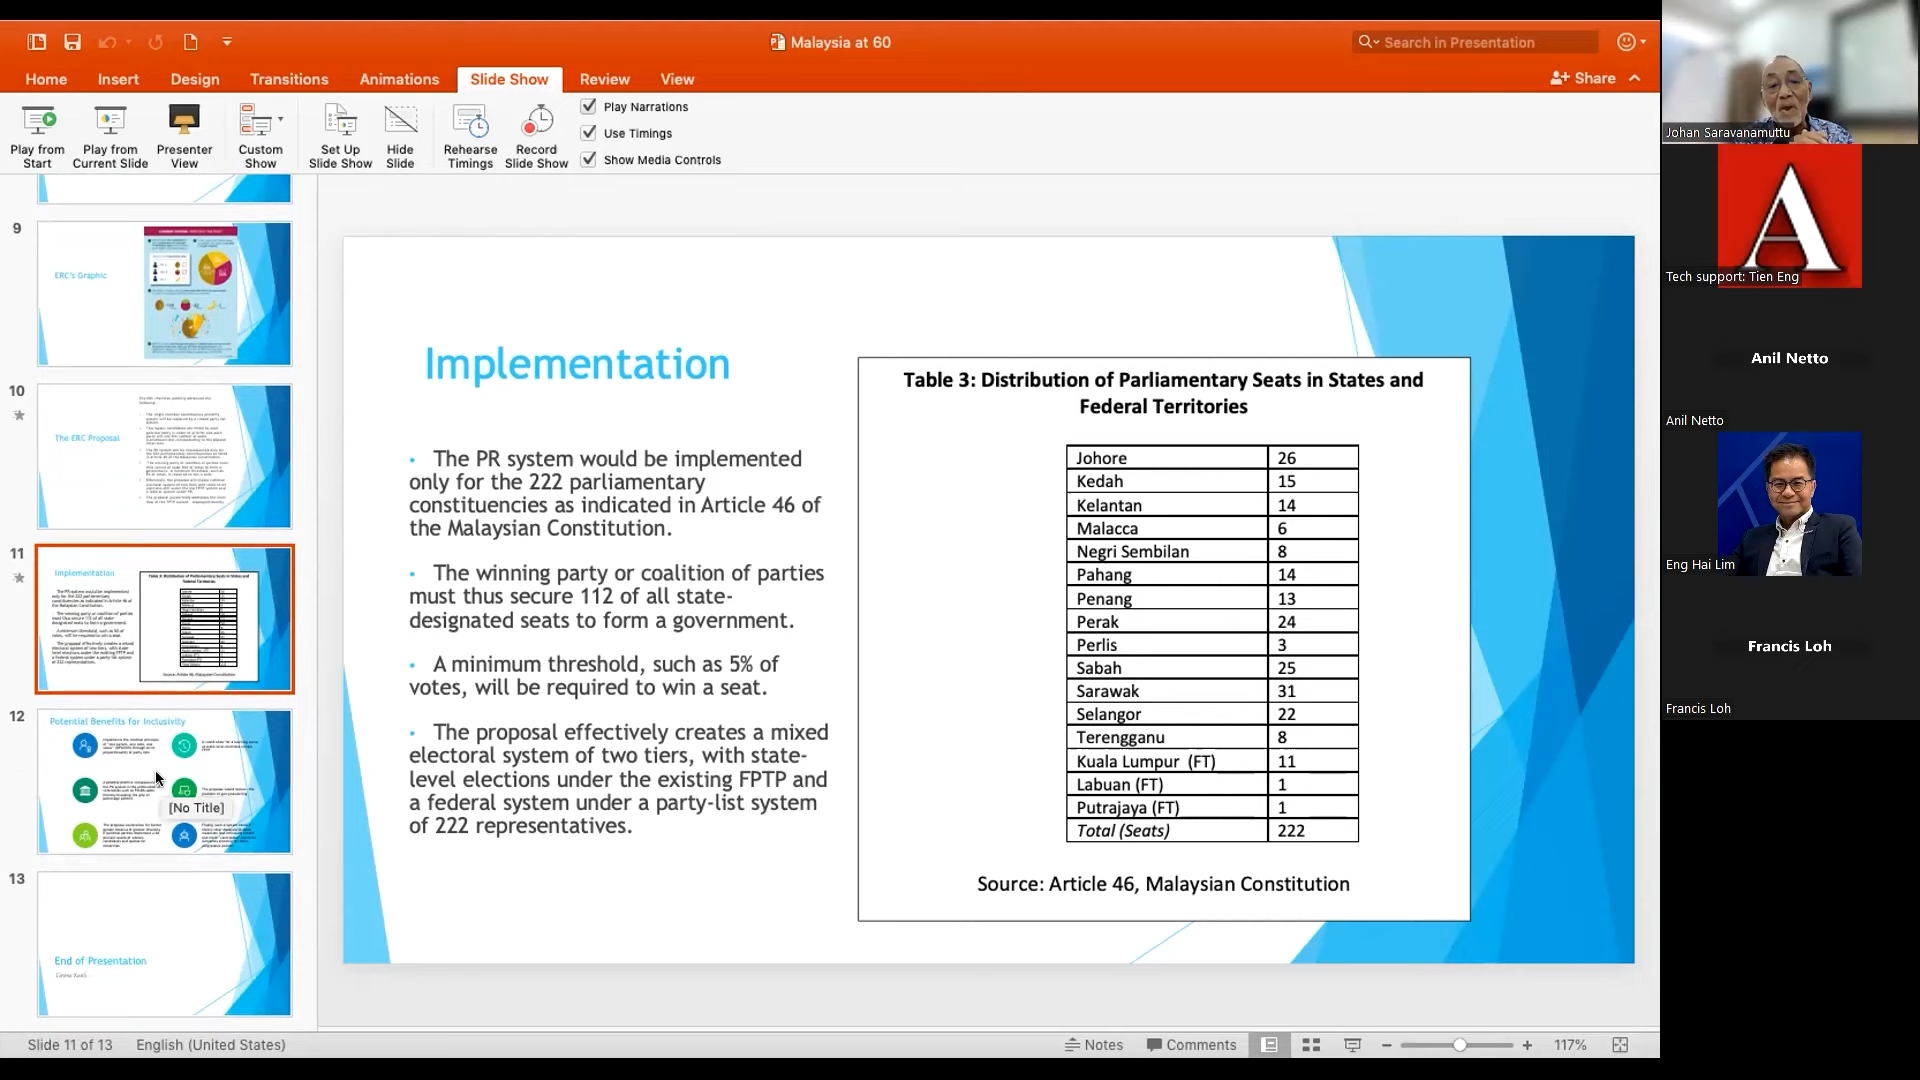 Malaysia at 60
Search in Presentation
Home Insert Design Transitions Animations Slide Show Review View
Share
Play from Start
Play from Current Slide
Presenter View
Custom Show
Set Up Slide Show
Hide Slide
Rehearse Timings
Record Slide Show
Play Narrations
Use Timings
Show Media Controls
9
ERC's Graphic
10
The ERC Proposal
11
Implementation
12
Potential Benefits for Inclusivity
[No Title]
13
End of Presentation
Implementation
• The PR system would be implemented
only for the 222 parliamentary
constituencies as indicated in Article 46 of
the Malaysian Constitution.
• The winning party or coalition of parties
must thus secure 112 of all state-
designated seats to form a government.
• A minimum threshold, such as 5% of
votes, will be required to win a seat.
• The proposal effectively creates a mixed
electoral system of two tiers, with state-
level elections under the existing FPTP and
a federal system under a party-list system
of 222 representatives.
Table 3: Distribution of Parliamentary Seats in States and
Federal Territories
Johore 26
Kedah 15
Kelantan 14
Malacca 6
Negri Sembilan 8
Pahang 14
Penang 13
Perak 24
Perlis 3
Sabah 25
Sarawak 31
Selangor 22
Terengganu 8
Kuala Lumpur (FT) 11
Labuan (FT) 1
Putrajaya (FT) 1
Total (Seats) 222
Source: Article 46, Malaysian Constitution
Johan Saravanamuttu
A
Tech support: Tien Eng
Anil Netto
Anil Netto
Eng Hai Lim
Francis Loh
Francis Loh
Slide 11 of 13 English (United States)
Notes Comments 117%